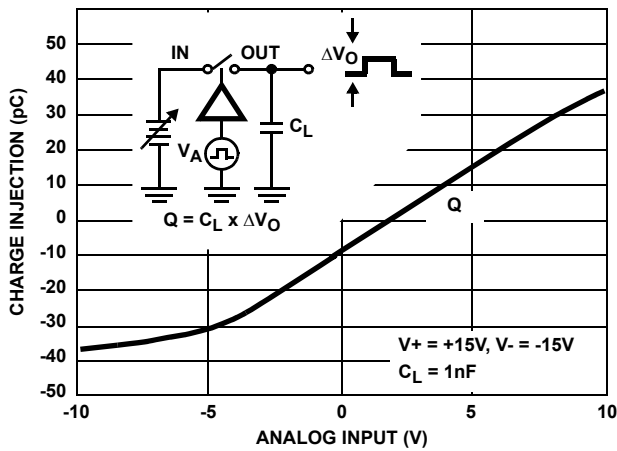 CHARGE INJECTION (pC)
50
40
30
20
10
0
-10
-20
-30
-40
-50
IN
OUT
ΔVO
CL
VA
Q = CL x ΔVO
Q
V+ = +15V, V- = -15V
CL = 1nF
-10
-5
0
5
10
ANALOG INPUT (V)